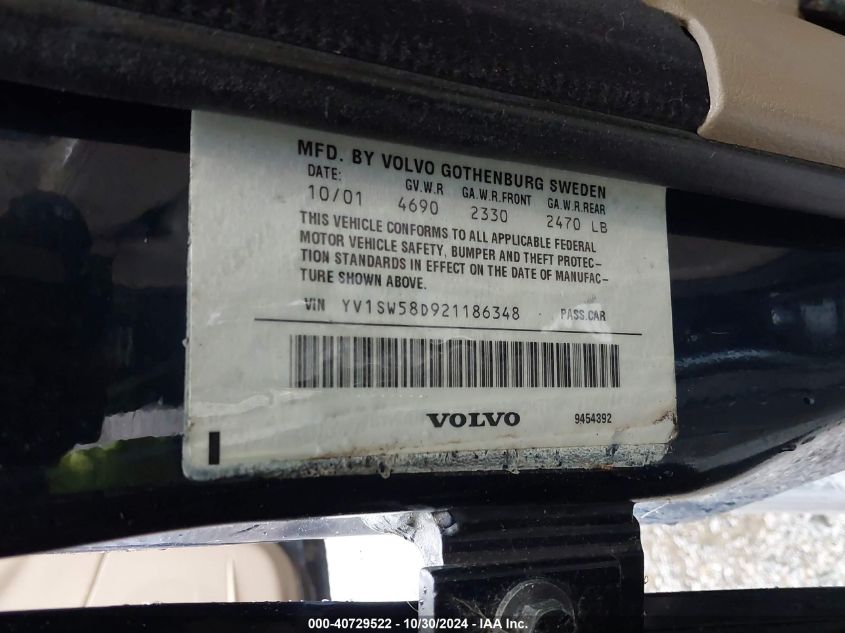 MFD. BY VOLVO GOTHENBURG SWEDEN
DATE: GV.W.R GA.W.R.FRONT GA.W.R.REAR
10/01 4690 2330 2470 LB
THIS VEHICLE CONFORMS TO ALL APPLICABLE FEDERAL
MOTOR VEHICLE SAFETY, BUMPER AND THEFT PROTEC-
TION STANDARDS IN EFFECT ON THE DATE OF MANUFAC-
TURE SHOWN ABOVE.
VIN YV1SW58D921186348 PASS.CAR
VOLVO 9454392
000-40729522 - 10/30/2024 - IAA Inc.